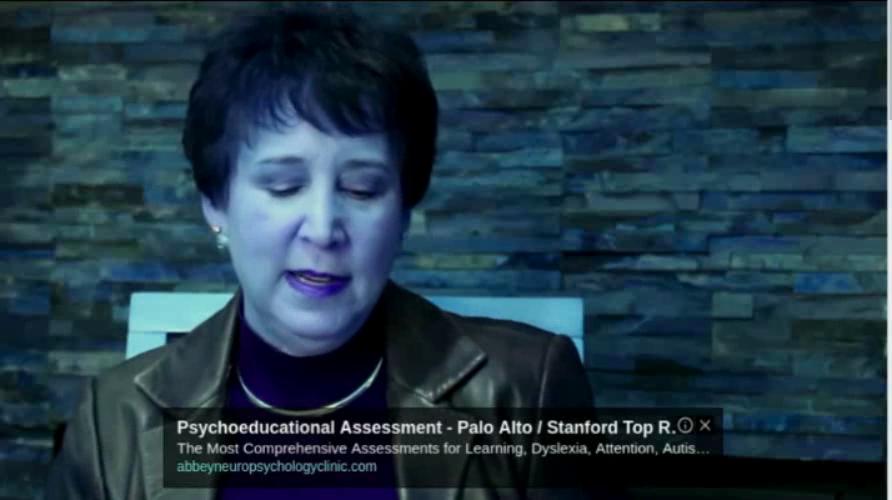 Psychoeducational Assessment - Palo Alto / Stanford Top R.
The Most Comprehensive Assessments for Learning, Dyslexia, Attention, Autis...
abbeyneuropsychologyclinic.com